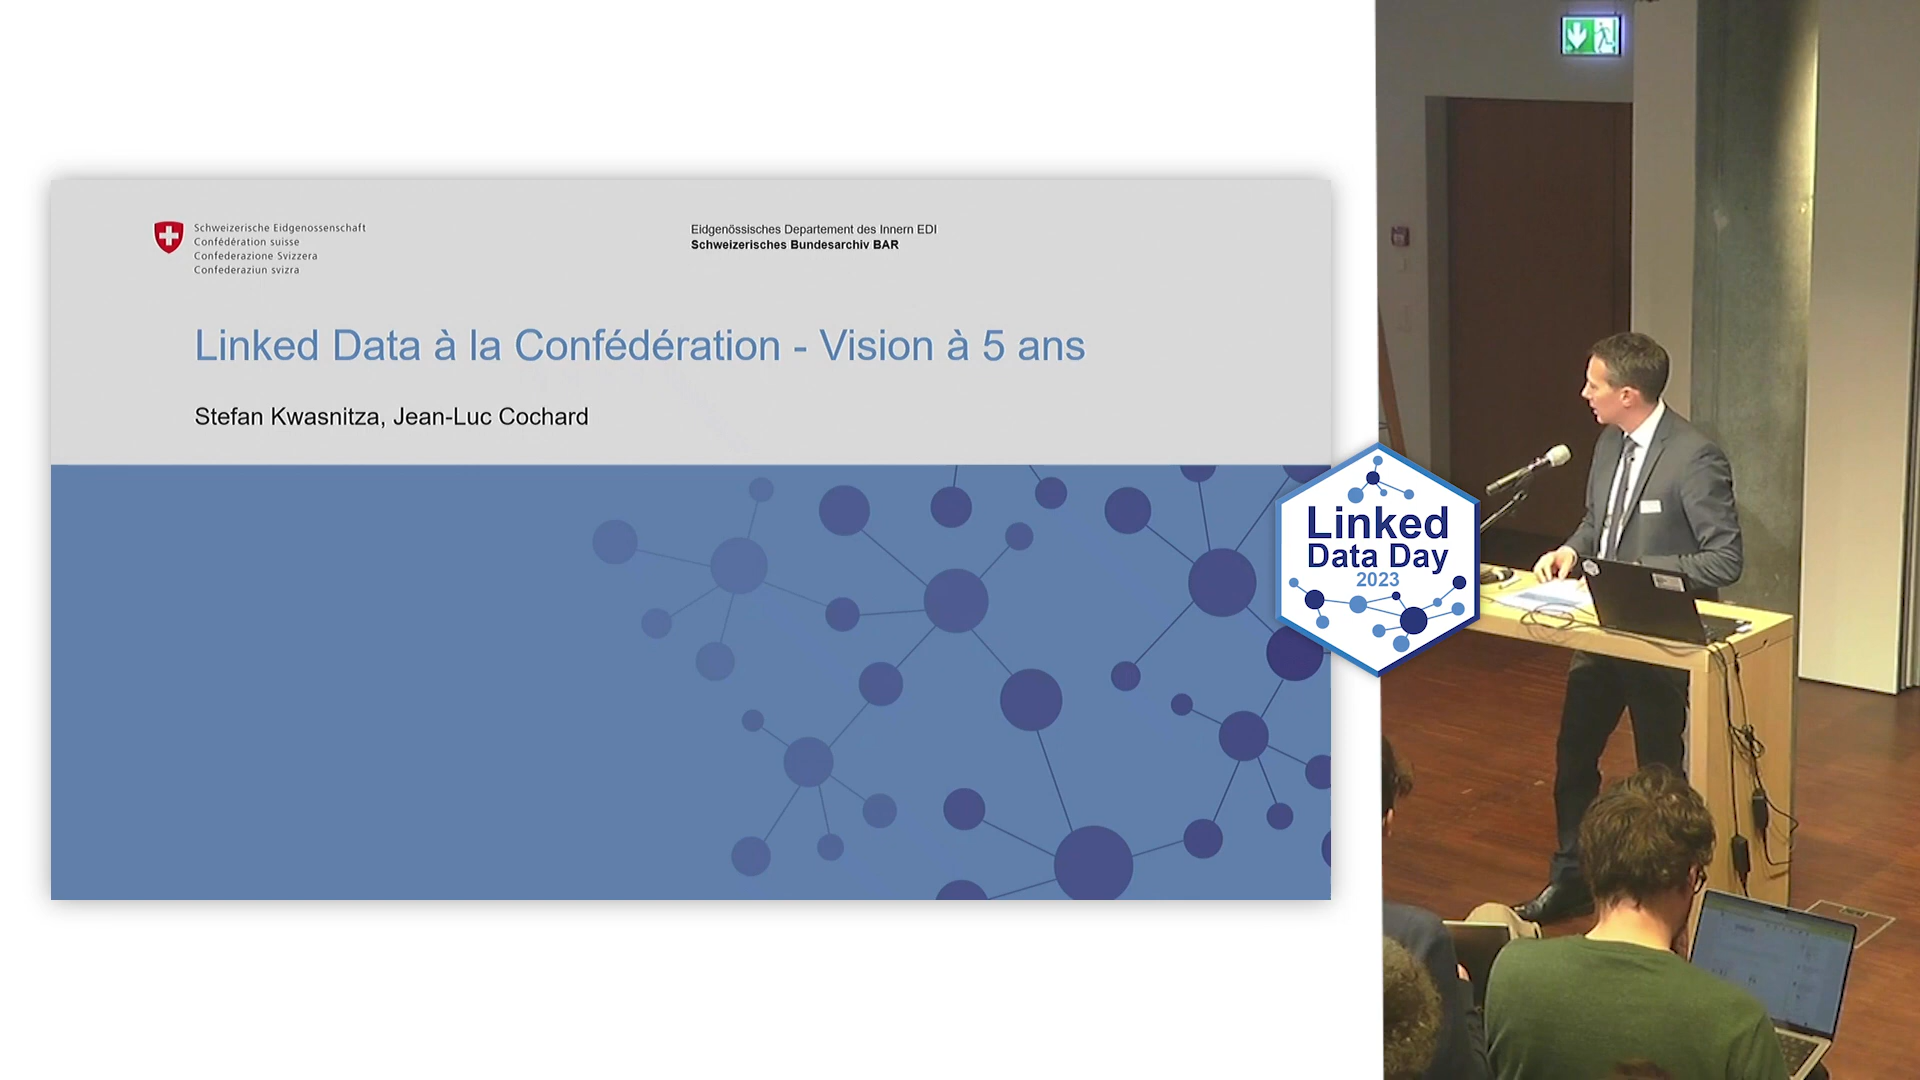 Schweizerische Eidgenossenschaft
Confédération suisse
Confederazione Svizzera
Confederaziun svizra
Eidgenössisches Departement des Innern EDI
Schweizerisches Bundesarchiv BAR
Linked Data à la Confédération - Vision à 5 ans
Stefan Kwasnitza, Jean-Luc Cochard
Linked
Data Day
2023